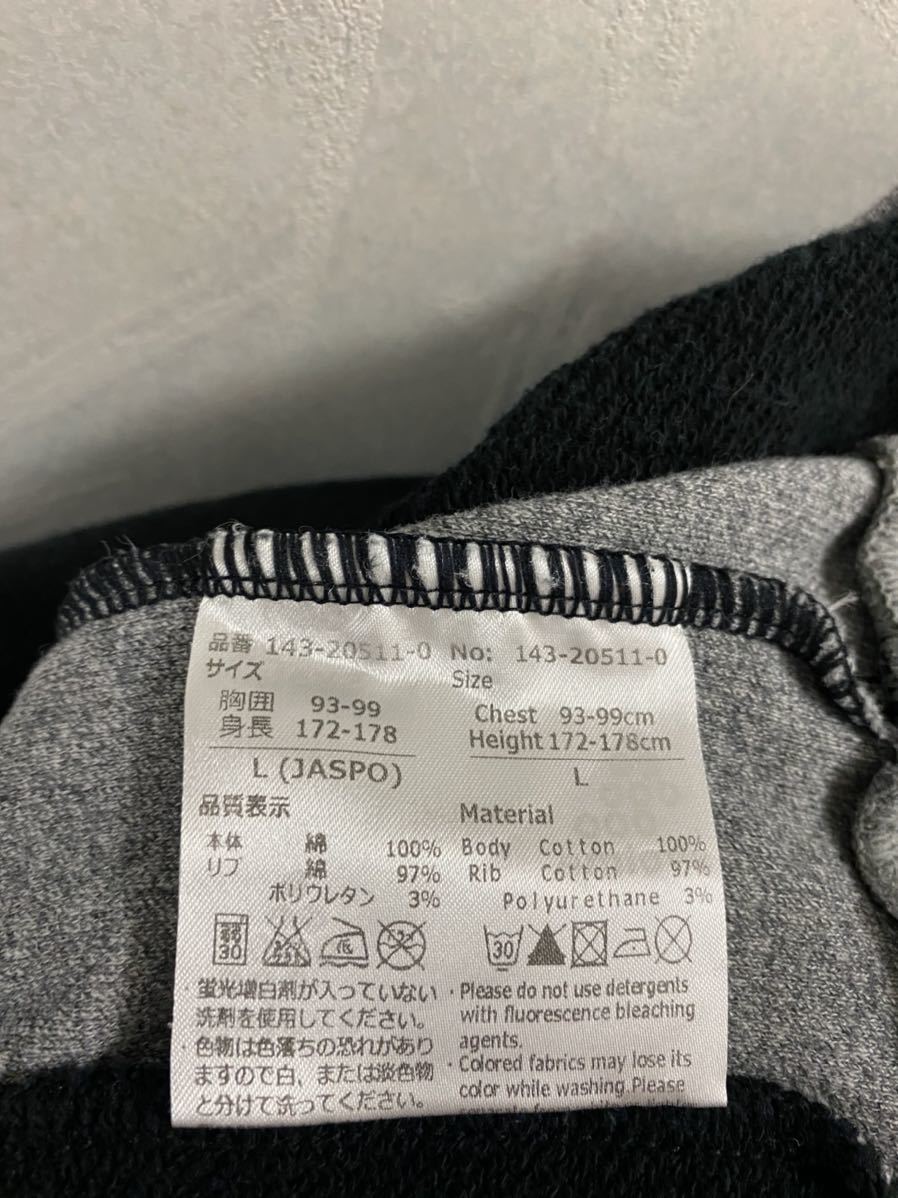 品番 143-20511-0 No: 143-20511-0
サイズ Size
胸囲 93-99 Chest 93-99cm
身長 172-178 Height 172-178cm
L (JASPO) L
品質表示 Material
本体 綿 100% Body Cotton 100%
リブ 綿 97% Rib Cotton 97%
ポリウレタン 3% Polyurethane 3%
弱 30 低 30
・蛍光増白剤が入っていない
洗剤を使用してください。
・色物は色落ちの恐れがあり
ますので白、または淡色物
と分けて洗ってください。
・Please do not use detergents
with fluorescence bleaching
agents.
・Colored fabrics may lose its
color while washing.Please